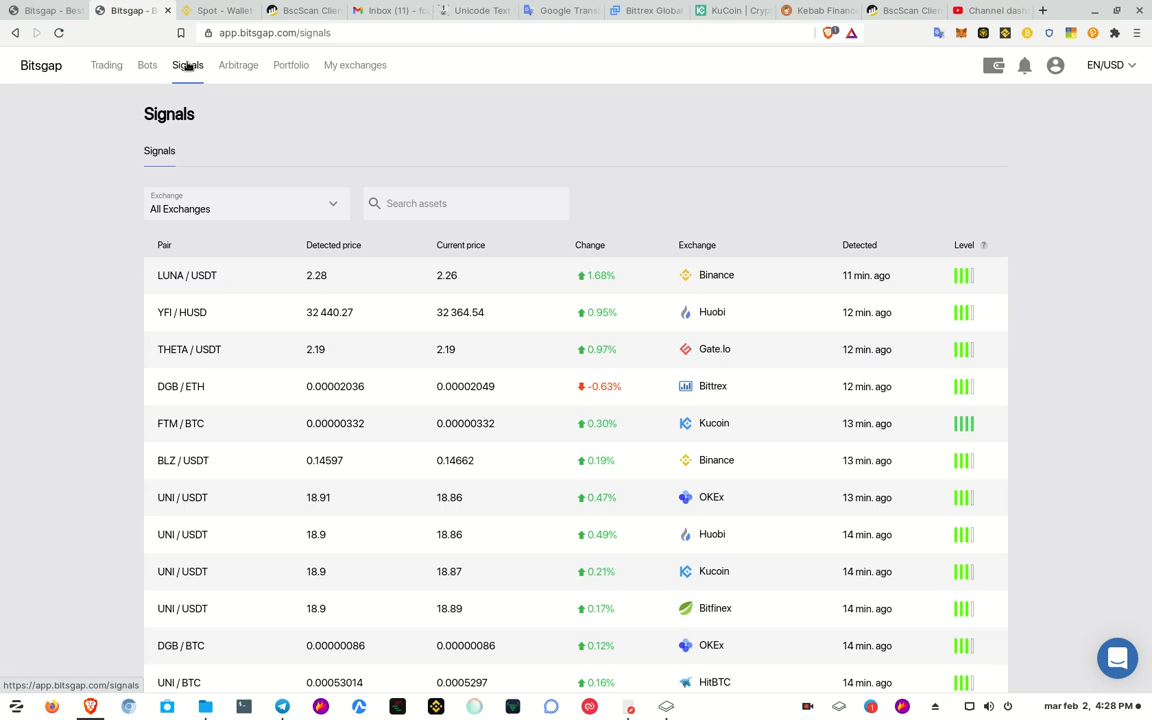 Bitsgap - Best
Bitsgap - B
Spot - Wallet
BscScan Clien
Inbox (11) - fc
Unicode Text
Google Trans
Bittrex Global
KuCoin | Cryp
Kebab Finance
BscScan Clien
Channel dash
app.bitsgap.com/signals
Bitsgap
Trading
Bots
Signals
Arbitrage
Portfolio
My exchanges
EN/USD
Signals
Signals
Exchange
All Exchanges
Search assets
Pair Detected price Current price Change Exchange Detected Level ?
LUNA / USDT 2.28 2.26 1.68% Binance 11 min. ago
YFI / HUSD 32 440.27 32 364.54 0.95% Huobi 12 min. ago
THETA / USDT 2.19 2.19 0.97% Gate.Io 12 min. ago
DGB / ETH 0.00002036 0.00002049 -0.63% Bittrex 12 min. ago
FTM / BTC 0.00000332 0.00000332 0.30% Kucoin 13 min. ago
BLZ / USDT 0.14597 0.14662 0.19% Binance 13 min. ago
UNI / USDT 18.91 18.86 0.47% OKEx 13 min. ago
UNI / USDT 18.9 18.86 0.49% Huobi 14 min. ago
UNI / USDT 18.9 18.87 0.21% Kucoin 14 min. ago
UNI / USDT 18.9 18.89 0.17% Bitfinex 14 min. ago
DGB / BTC 0.00000086 0.00000086 0.12% OKEx 14 min. ago
UNI / BTC 0.00053014 0.0005297 0.16% HitBTC 14 min. ago
https://app.bitsgap.com/signals
mar feb 2, 4:28 PM